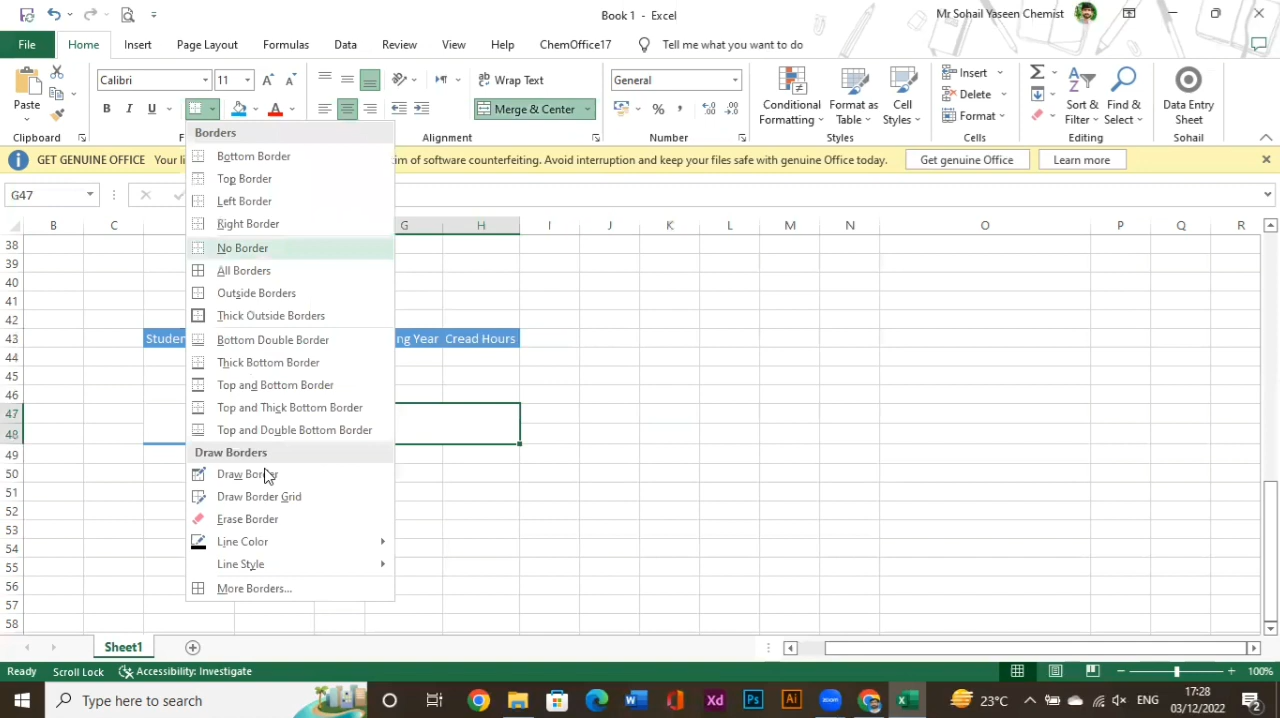 Book 1 - Excel
Mr Sohail Yaseen Chemist
File Home Insert Page Layout Formulas Data Review View Help ChemOffice17 Tell me what you want to do
Paste
Calibri 11
B I U A
Wrap Text
Merge & Center
General
%
Conditional Formatting
Format as Table
Cell Styles
Insert
Delete
Format
Sort & Filter
Find & Select
Data Entry Sheet
Clipboard Alignment Number Styles Cells Editing Sohail
GET GENUINE OFFICE software counterfeiting. Avoid interruption and keep your files safe with genuine Office today. Get genuine Office Learn more
G47
B C G H I J K L M N O P Q R
38
39
40
41
42
43 Cread Hours
44
45
46
47
48
49
50
51
52
53
54
55
56
57
58
Borders
Bottom Border
Top Border
Left Border
Right Border
No Border
All Borders
Outside Borders
Thick Outside Borders
Bottom Double Border
Thick Bottom Border
Top and Bottom Border
Top and Thick Bottom Border
Top and Double Bottom Border
Draw Borders
Draw Border
Draw Border Grid
Erase Border
Line Color
Line Style
More Borders...
Sheet1
Ready Scroll Lock Accessibility: Investigate 100%
Type here to search
Xd Ps Ai zoom
23°C ENG
17:28
03/12/2022
2